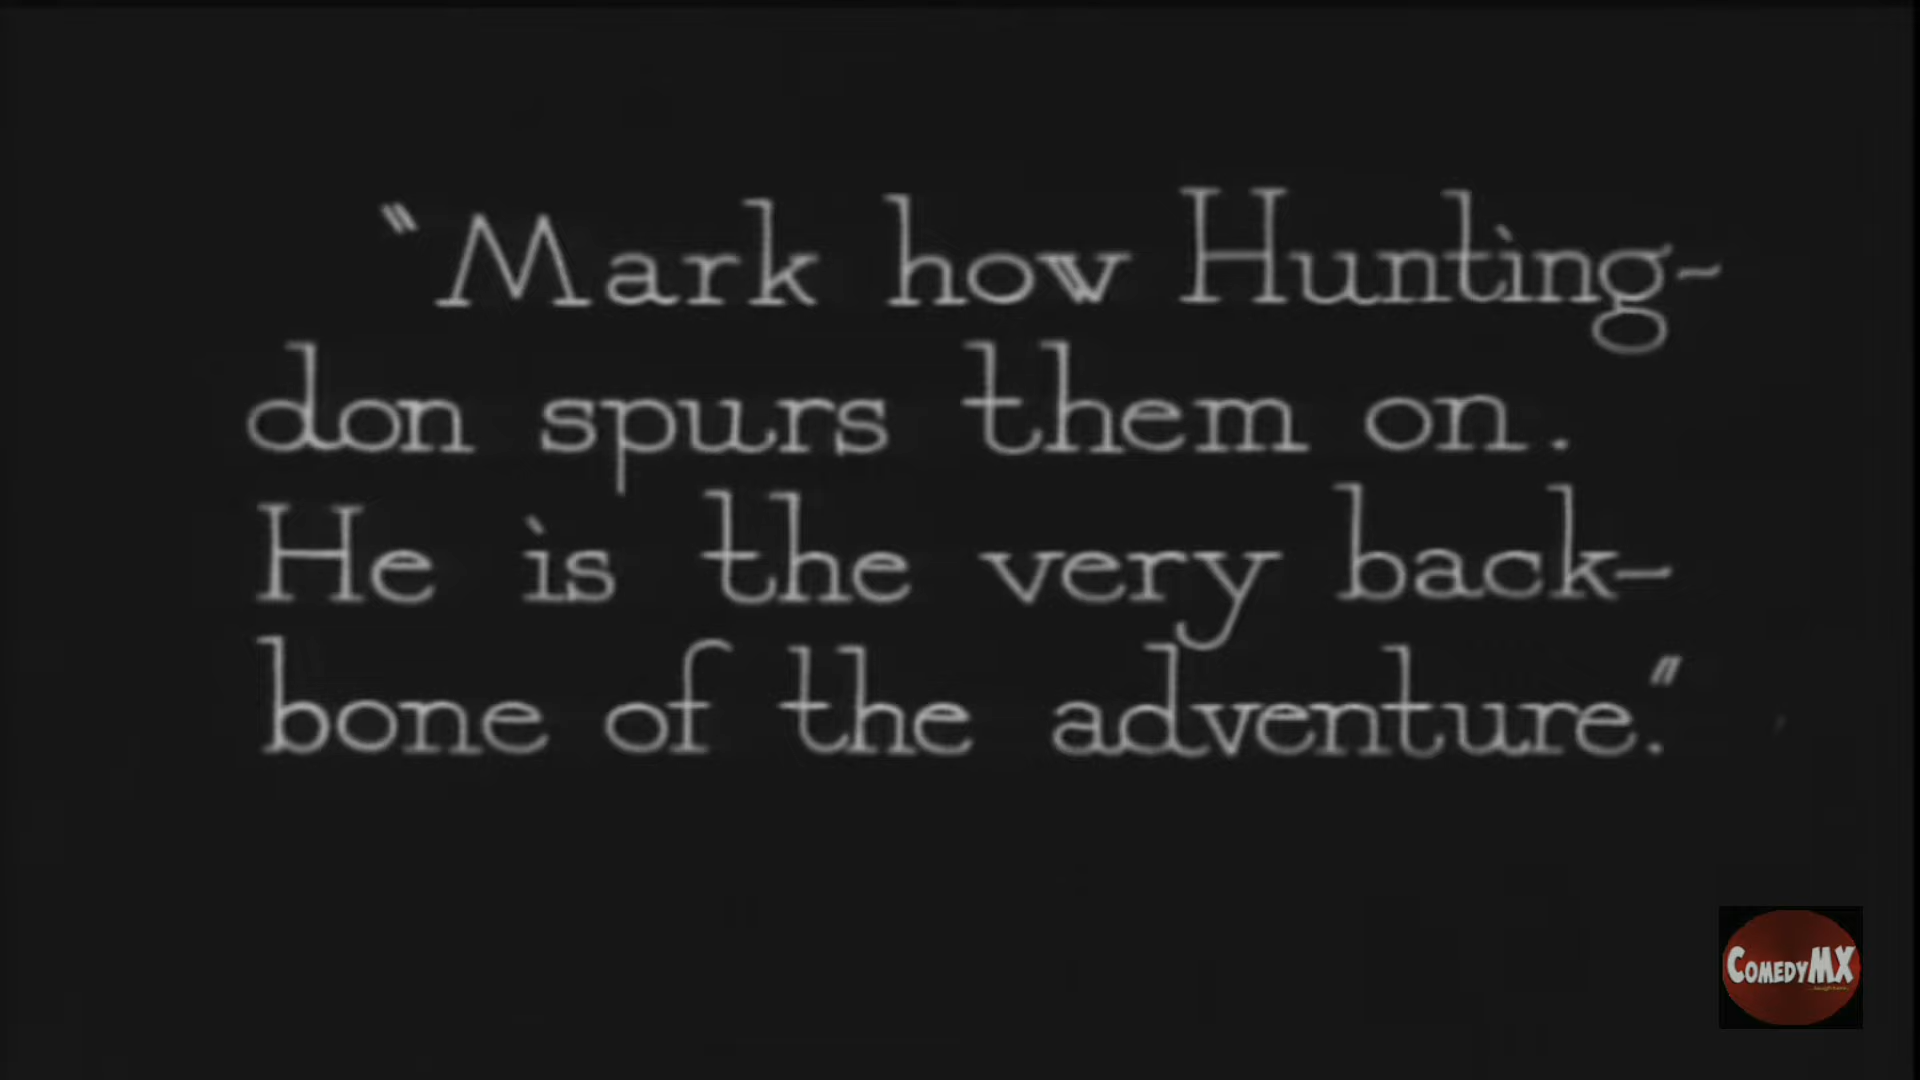 "Mark how Hunting-
don spurs them on.
He is the very back-
bone of the adventure."
COMEDYMX